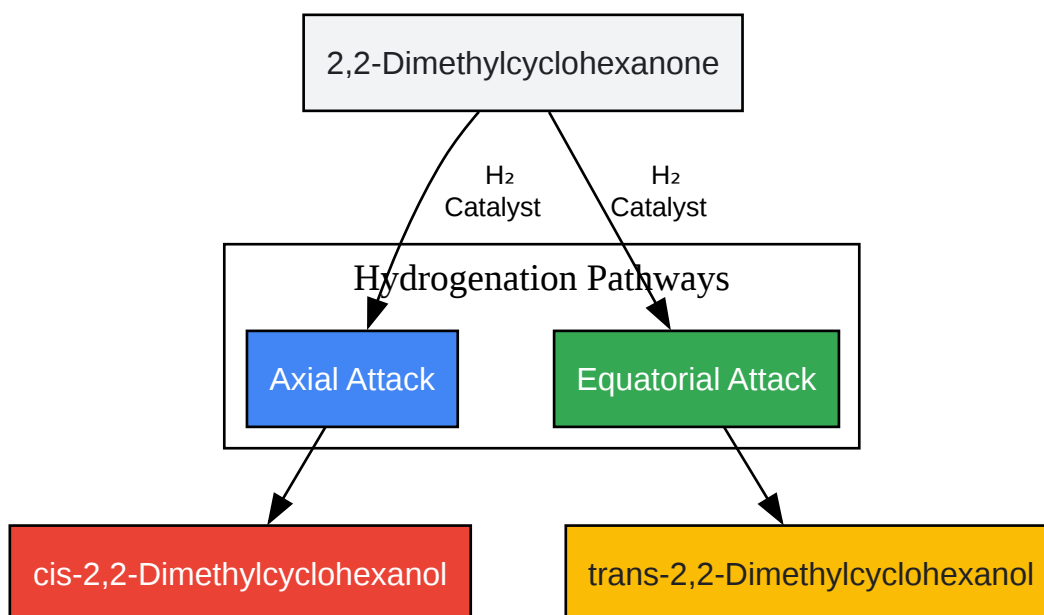 2,2-Dimethylcyclohexanone
H₂
Catalyst
H₂
Catalyst
Hydrogenation Pathways
Axial Attack
Equatorial Attack
cis-2,2-Dimethylcyclohexanol
trans-2,2-Dimethylcyclohexanol